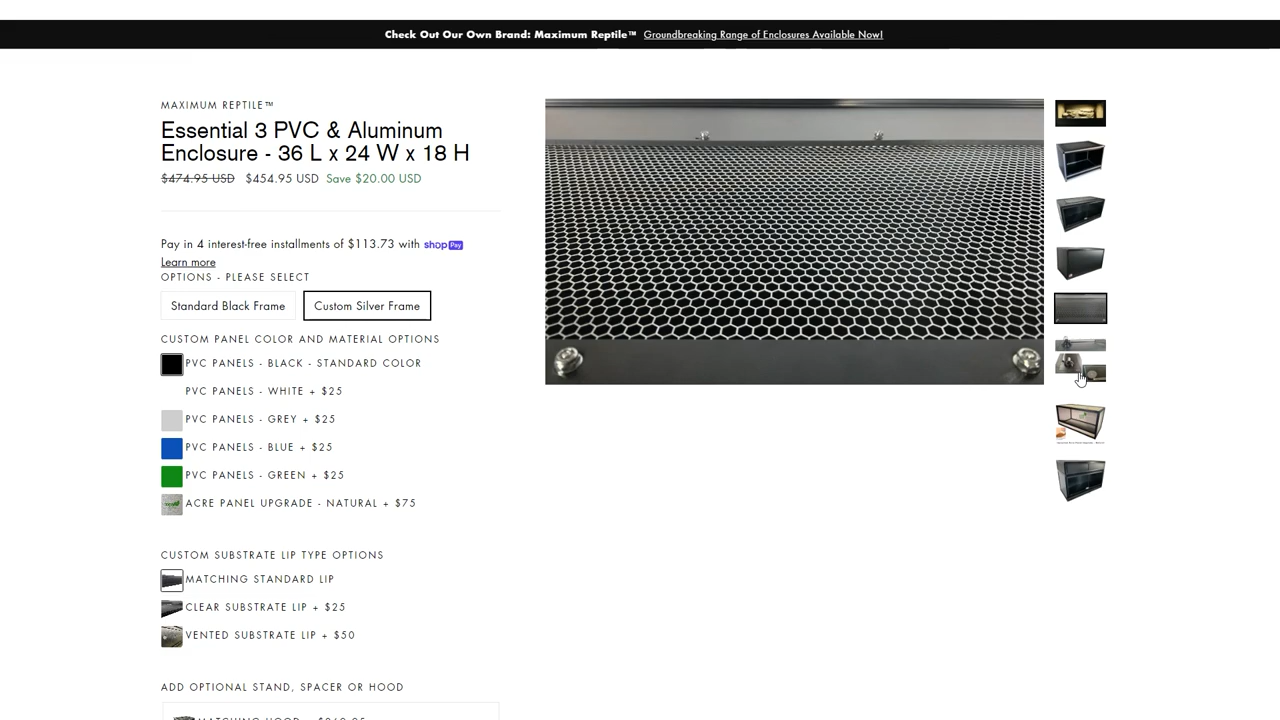 Check Out Our Own Brand: Maximum Reptile™ Groundbreaking Range of Enclosures Available Now!
MAXIMUM REPTILE™
Essential 3 PVC & Aluminum
Enclosure - 36 L x 24 W x 18 H
$474.95 USD $454.95 USD Save $20.00 USD
Pay in 4 interest-free installments of $113.73 with shop Pay
Learn more
OPTIONS - PLEASE SELECT
Standard Black Frame Custom Silver Frame
CUSTOM PANEL COLOR AND MATERIAL OPTIONS
PVC PANELS - BLACK - STANDARD COLOR
PVC PANELS - WHITE + $25
PVC PANELS - GREY + $25
PVC PANELS - BLUE + $25
PVC PANELS - GREEN + $25
ACRE PANEL UPGRADE - NATURAL + $75
CUSTOM SUBSTRATE LIP TYPE OPTIONS
MATCHING STANDARD LIP
CLEAR SUBSTRATE LIP + $25
VENTED SUBSTRATE LIP + $50
ADD OPTIONAL STAND, SPACER OR HOOD
MATCHING HOOD